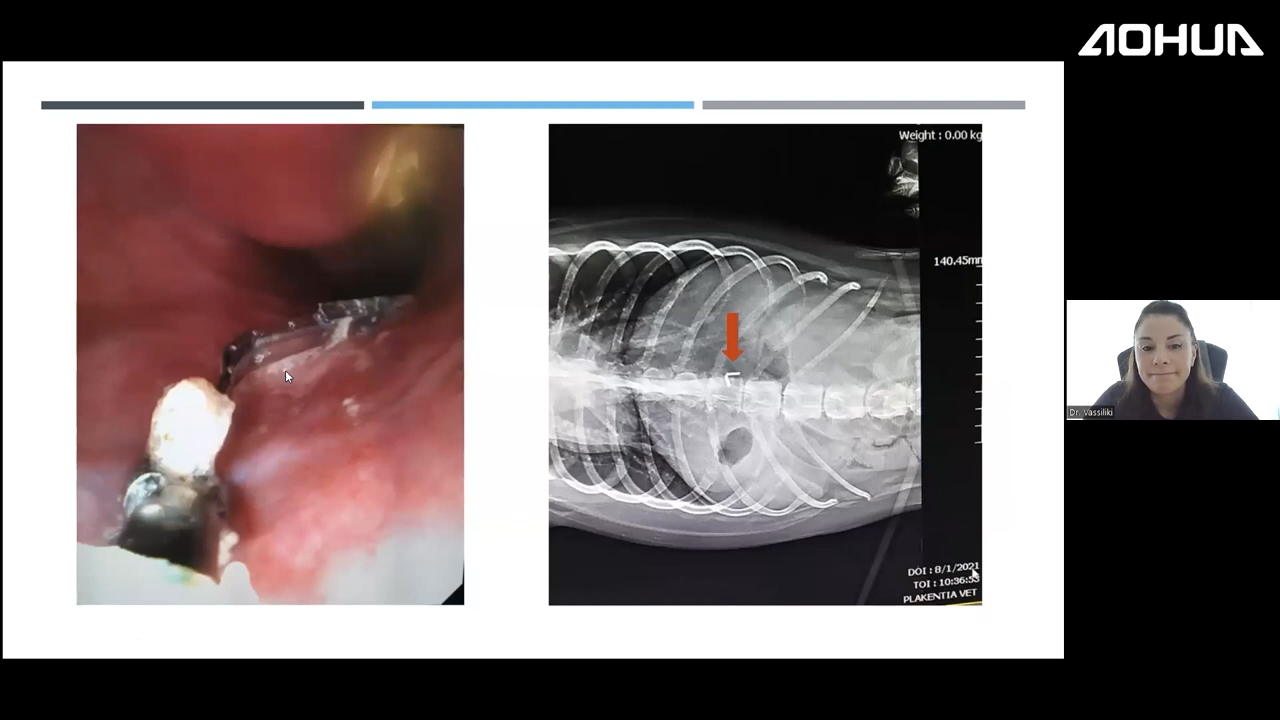 AOHUA
Weight : 0.00 kg
140.45mm
Dr. Vassiliki
DOI : 8/1/2021
TOI : 10:36:53
PLAKENTIA VET